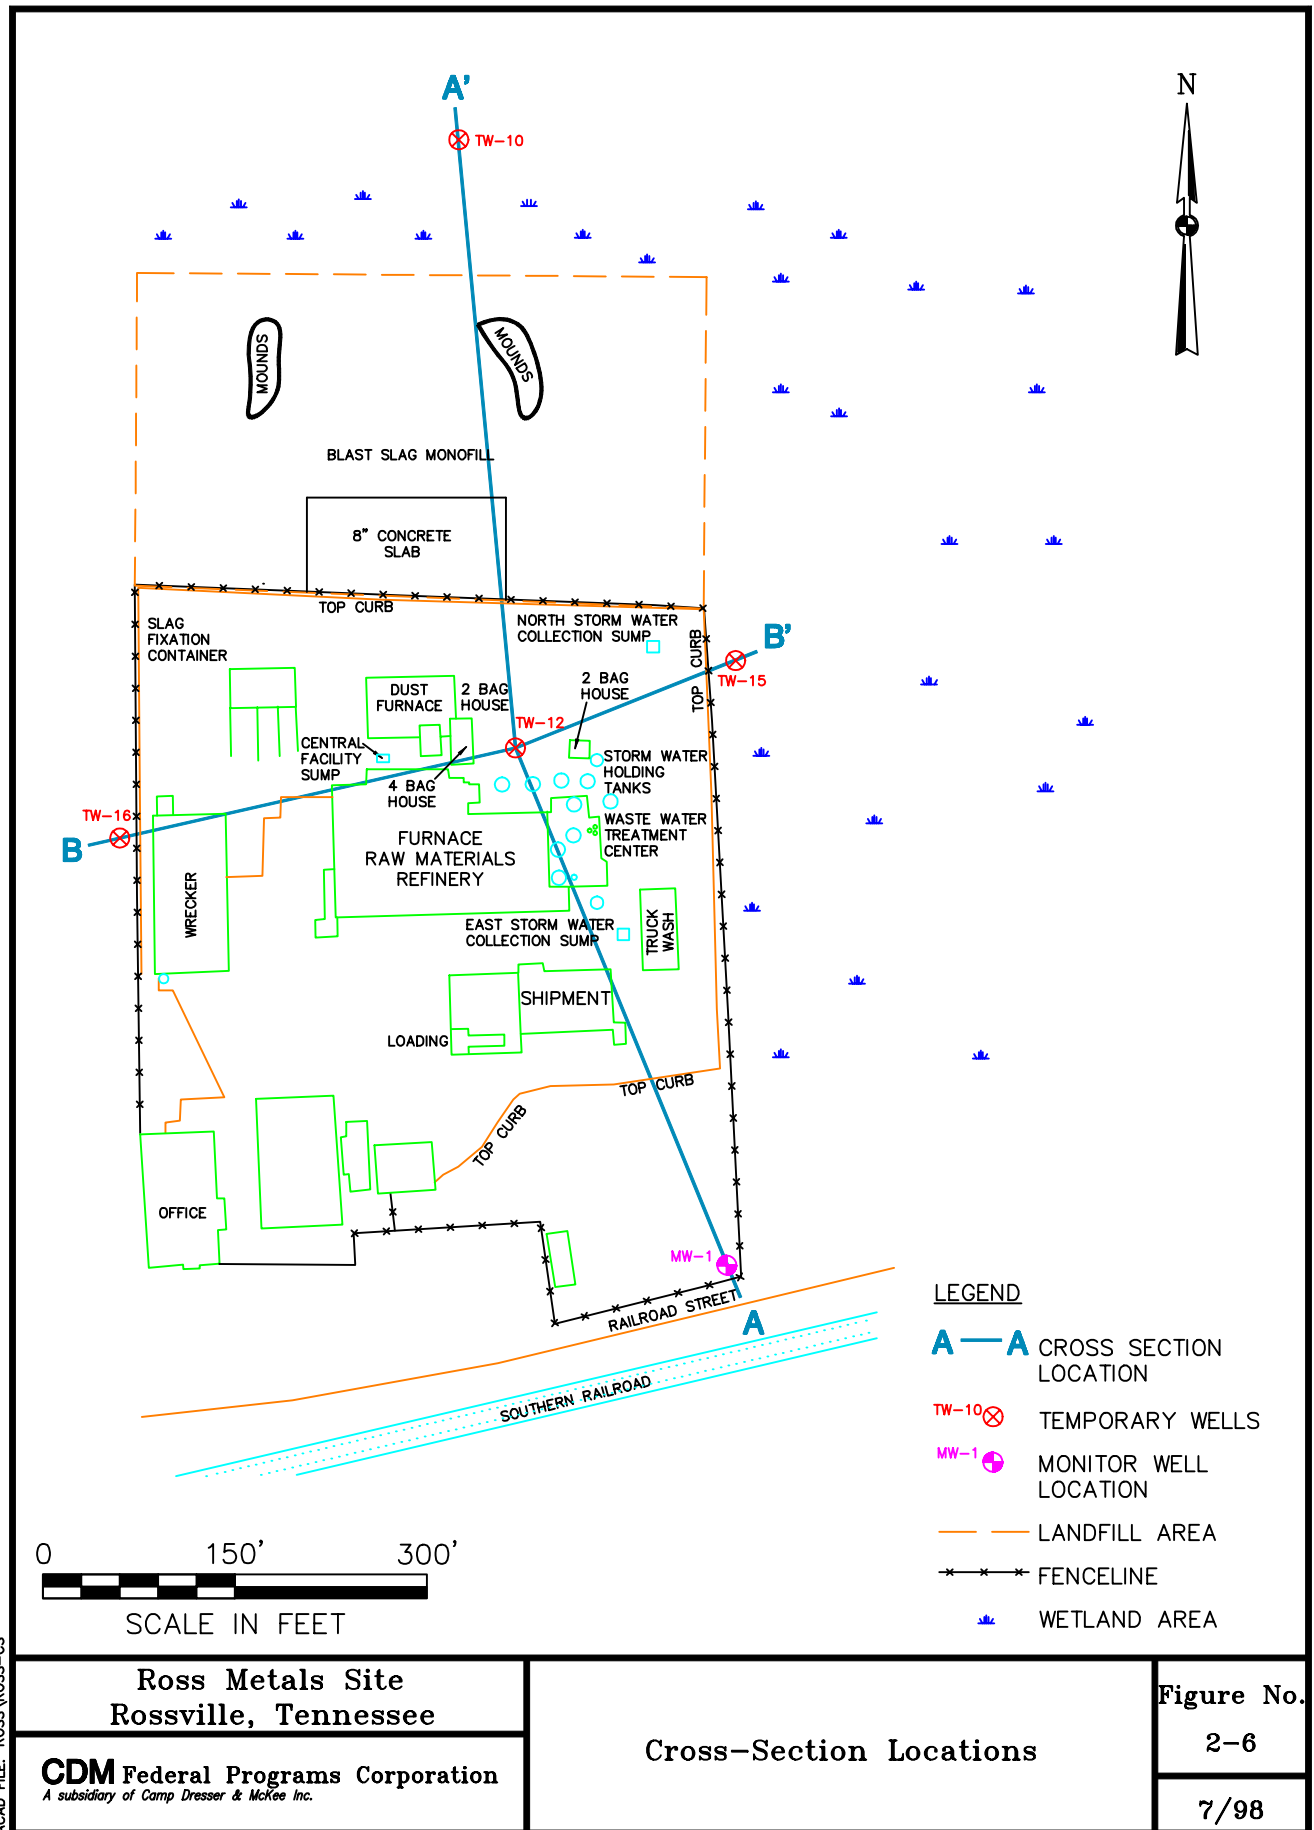 A'
TW-10
N
MOUNDS
MOUNDS
BLAST SLAG MONOFILL
8" CONCRETE
SLAB
TOP CURB
SLAG
FIXATION
CONTAINER
NORTH STORM WATER
COLLECTION SUMP
TOP CURB
B'
TW-15
DUST
FURNACE
2 BAG
HOUSE
2 BAG
HOUSE
TW-12
CENTRAL
FACILITY
SUMP
4 BAG
HOUSE
STORM WATER
HOLDING
TANKS
TW-16
B
WASTE WATER
TREATMENT
CENTER
FURNACE
RAW MATERIALS
REFINERY
WRECKER
EAST STORM WATER
COLLECTION SUMP
TRUCK
WASH
SHIPMENT
LOADING
TOP CURB
TOP CURB
OFFICE
MW-1
RAILROAD STREET
A
SOUTHERN RAILROAD
LEGEND
A — A CROSS SECTION
LOCATION
TW-10 TEMPORARY WELLS
MW-1 MONITOR WELL
LOCATION
LANDFILL AREA
FENCELINE
WETLAND AREA
0 150' 300'
SCALE IN FEET
Ross Metals Site
Rossville, Tennessee
CDM Federal Programs Corporation
A subsidiary of Camp Dresser & McKee Inc.
Cross-Section Locations
Figure No.
2-6
7/98